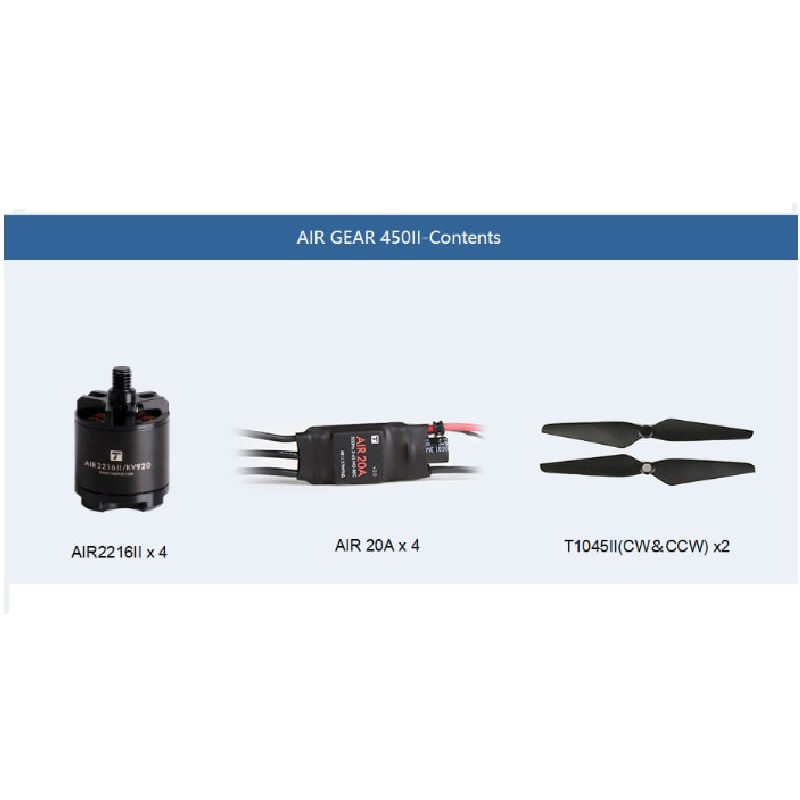 AIR GEAR 450II-Contents
T
AIR2216II/KV920
T
AIR 20A
AIR2216II x 4
AIR 20A x 4
T1045II(CW&CCW) x2